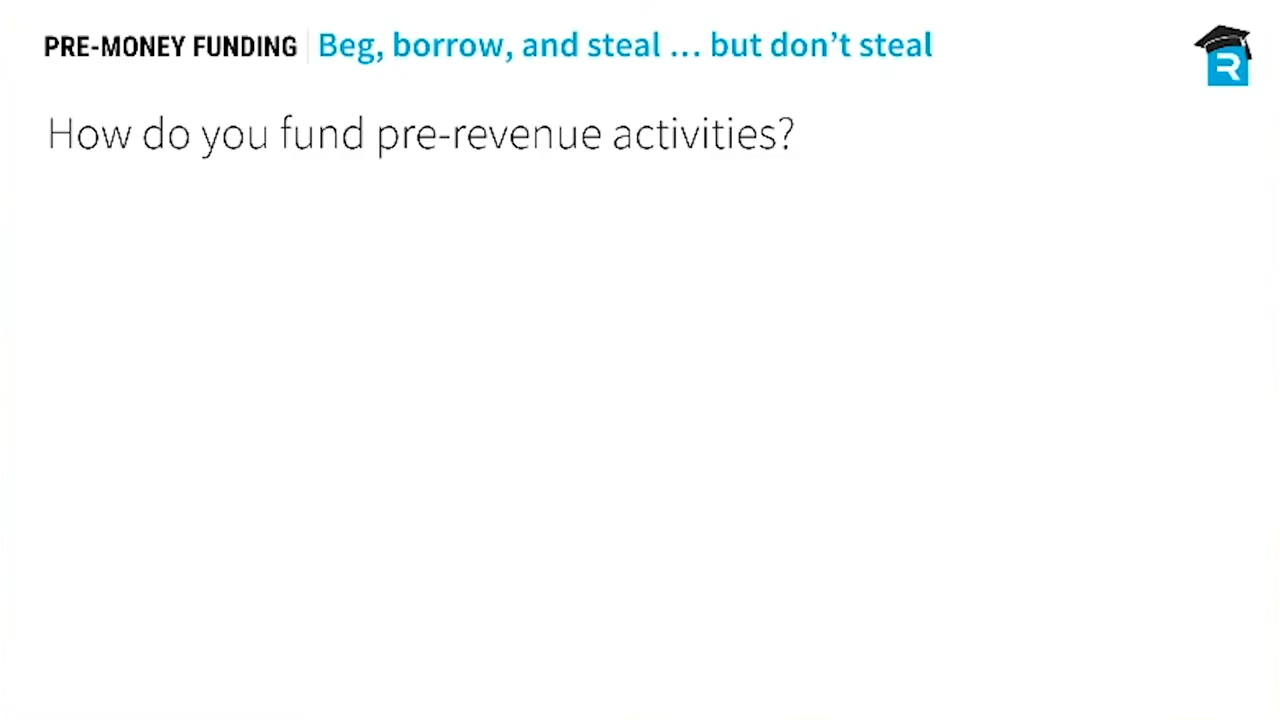 PRE-MONEY FUNDING Beg, borrow, and steal … but don’t steal
R
How do you fund pre-revenue activities?